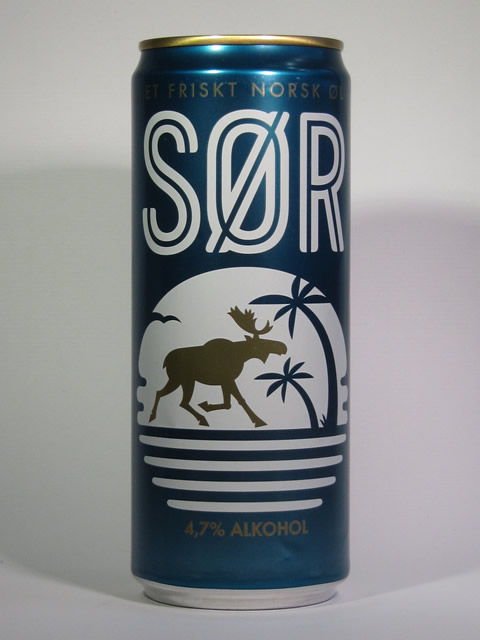 ET FRISKT NORSK ØL
SØR
4,7% ALKOHOL